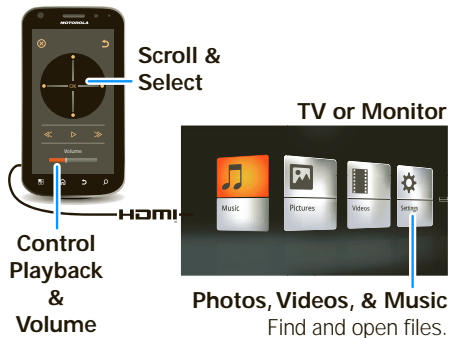 MOTOROLA
Scroll &
Select
OK
Volume
TV or Monitor
Music
Pictures
Videos
Settings
HDMI
Control
Playback
&
Volume
Photos, Videos, & Music
Find and open files.